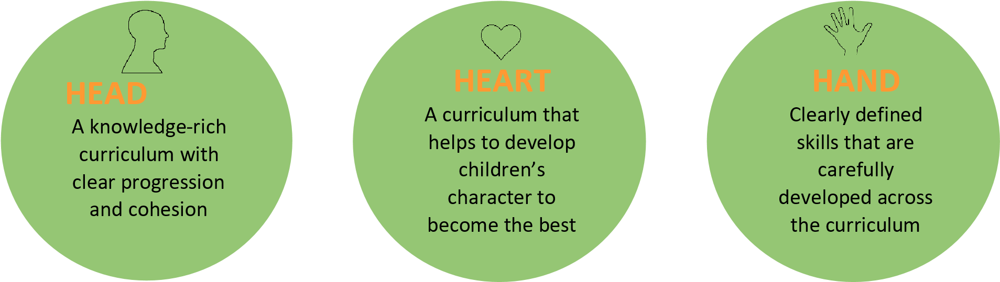 HEAD
A knowledge-rich
curriculum with
clear progression
and cohesion
HEART
A curriculum that
helps to develop
children’s
character to
become the best
HAND
Clearly defined
skills that are
carefully
developed across
the curriculum